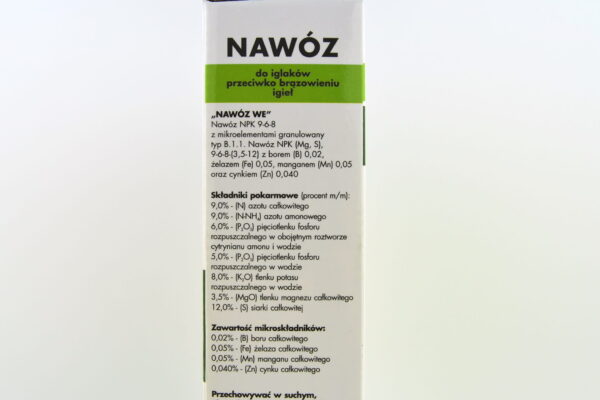 NAWÓZ
do iglaków
przeciwko brązowieniu
igieł
„NAWÓZ WE”
Nawóz NPK 9-6-8
z mikroelementami granulowany
typ B.1.1. Nawóz NPK (Mg, S),
9-6-8-(3,5-12) z borem (B) 0,02,
żelazem (Fe) 0,05, manganem (Mn) 0,05
oraz cynkiem (Zn) 0,040
Składniki pokarmowe (procent m/m):
9,0% - (N) azotu całkowitego
9,0% - (N-NH₄) azotu amonowego
6,0% - (P₂O₅) pięciotlenku fosforu
rozpuszczalnego w obojętnym roztworze
cytrynianu amonu i wodzie
5,0% - (P₂O₅) pięciotlenku fosforu
rozpuszczalnego w wodzie
8,0% - (K₂O) tlenku potasu
rozpuszczalnego w wodzie
3,5% - (MgO) tlenku magnezu całkowitego
12,0% - (S) siarki całkowitej
Zawartość mikroskładników:
0,02% - (B) boru całkowitego
0,05% - (Fe) żelaza całkowitego
0,05% - (Mn) manganu całkowitego
0,040% - (Zn) cynku całkowitego
Przechowywać w suchym,